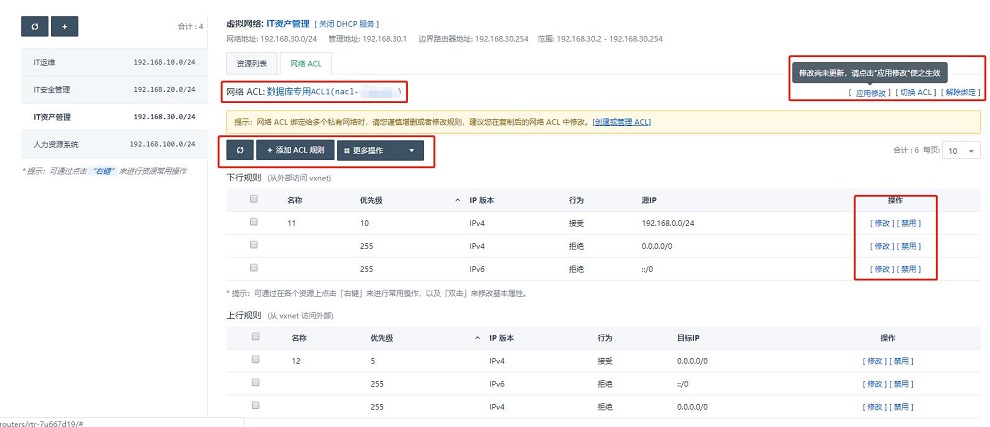 合计 : 4
IT运维 192.168.10.0/24
IT安全管理 192.168.20.0/24
IT资产管理 192.168.30.0/24
人力资源系统 192.168.100.0/24
* 提示：可通过点击 “右键” 来进行资源常用操作
虚拟网络: IT资产管理 [ 关闭 DHCP 服务 ]
网络地址: 192.168.30.0/24 管理地址: 192.168.30.1 边界路由器地址: 192.168.30.254 范围: 192.168.30.2 - 192.168.30.254
资源列表 网络 ACL
修改尚未更新，请点击"应用修改"使之生效
网络 ACL: 数据库专用ACL1(nacl- )
[ 应用修改 ] [ 切换 ACL ] [ 解除绑定 ]
提示：网络 ACL 绑定给多个私有网络时，请您谨慎增删或者修改规则，建议您在复制后的网络 ACL 中修改。[创建或管理 ACL]
+ 添加 ACL 规则 更多操作
合计 : 6 每页: 10
下行规则 (从外部访问 vxnet)
名称 优先级 IP 版本 行为 源IP 操作
11 10 IPv4 接受 192.168.0.0/24 [ 修改 ] [ 禁用 ]
255 IPv4 拒绝 0.0.0.0/0 [ 修改 ] [ 禁用 ]
255 IPv6 拒绝 ::/0 [ 修改 ] [ 禁用 ]
* 提示：可通过在各个资源上点击「右键」来进行常用操作，以及「双击」来修改基本属性。
上行规则 (从 vxnet 访问外部)
名称 优先级 IP 版本 行为 目标IP 操作
12 5 IPv4 接受 0.0.0.0/0 [ 修改 ] [ 禁用 ]
255 IPv6 拒绝 ::/0 [ 修改 ] [ 禁用 ]
255 IPv4 拒绝 0.0.0.0/0 [ 修改 ] [ 禁用 ]
routers/rtr-7u667d19/#